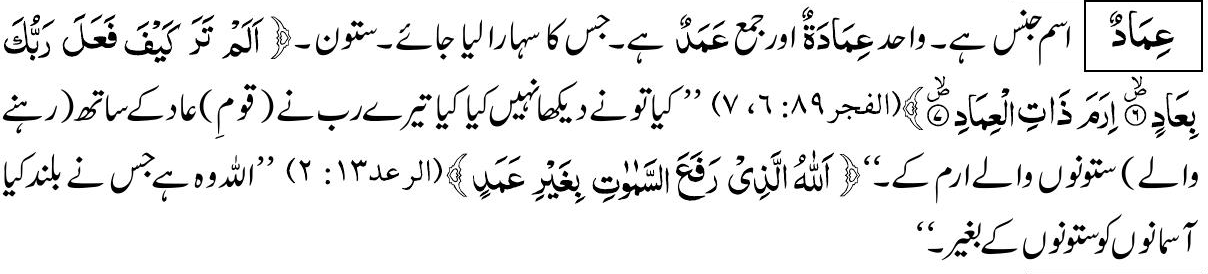 عِمَادٌ اسم جنس ہے۔ واحد عِمَادَةٌ اور جمع عَمَدٌ ہے۔ جس کا سہارا لیا جائے۔ ستون۔ ﴿ اَلَمْ تَرَ كَيْفَ فَعَلَ رَبُّكَ
بِعَادٍ ۝۶۪ۙ اِرَمَ ذَاتِ الْعِمَادِ ۝۷۪ۙ ﴾ (الفجر ۸۹: ۶، ۷) ’’کیا تو نے دیکھا نہیں کیا کیا تیرے رب نے (قومِ) عاد کے ساتھ (رہنے
والے) ستونوں والے ارم کے۔‘‘ ﴿ اَللّٰهُ الَّذِىْ رَفَعَ السَّمٰوٰتِ بِغَيْرِ عَمَدٍ ﴾ (الرعد ۱۳: ۲) ’’اللہ وہ ہے جس نے بلند کیا
آسمانوں کو ستونوں کے بغیر۔‘‘